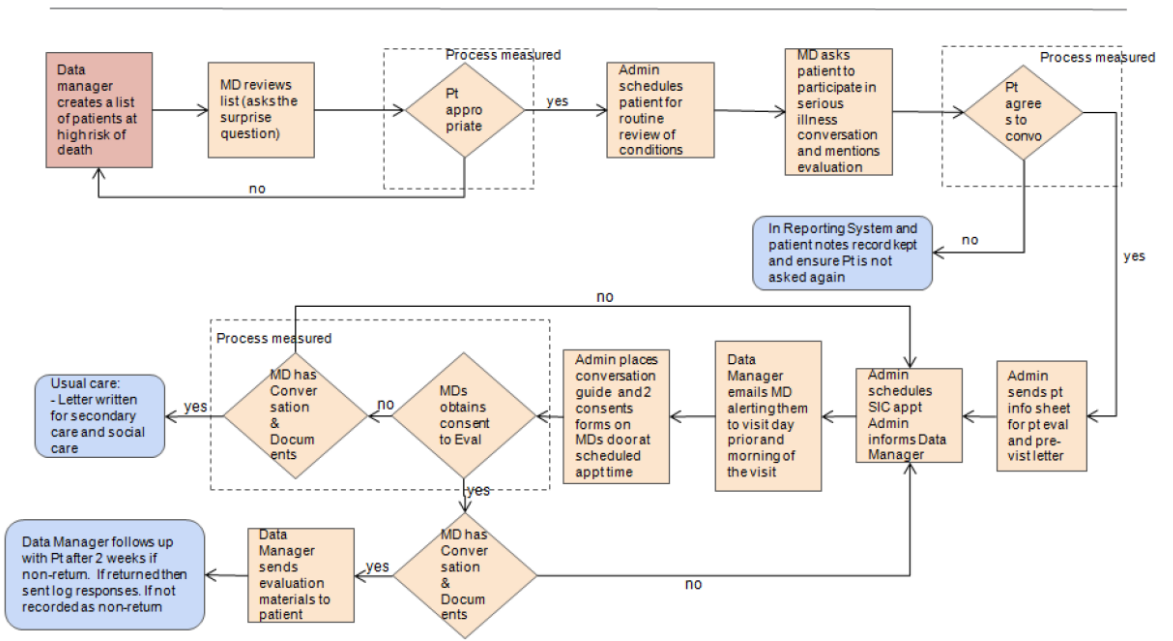 Process measured
Process measured
Data
manager
creates a list
of patients at
high risk of
death
MD reviews
list (asks the
surprise
question)
Pt
appro
priate
yes
no
Admin
schedules
patient for
routine
review of
conditions
MD asks
patient to
participate in
serious
illness
conversation
and mentions
evaluation
Pt
agree
s to
convo
no
yes
In Reporting System and
patient notes record kept
and ensure Pt is not
asked again
no
Process measured
Usual care:
- Letter written
for secondary
care and social
care
yes
MD has
Conver
sation
&
Docum
ents
no
MDs
obtains
consent
to Eval
Admin places
conversation
guide and 2
consents
forms on
MDs door at
scheduled
appt time
Data
Manager
emails MD
alerting them
to visit day
prior and
morning of
the visit
Admin
schedules
SIC appt
Admin
informs Data
Manager
Admin
sends pt
info sheet
for pt eval
and pre-
vist letter
yes
Data Manager follows up
with Pt after 2 weeks if
non-return. If returned then
sent log responses. If not
recorded as non-return
Data
Manager
sends
evaluation
materials to
patient
yes
MD has
Conver
sation
&
Docum
ents
no